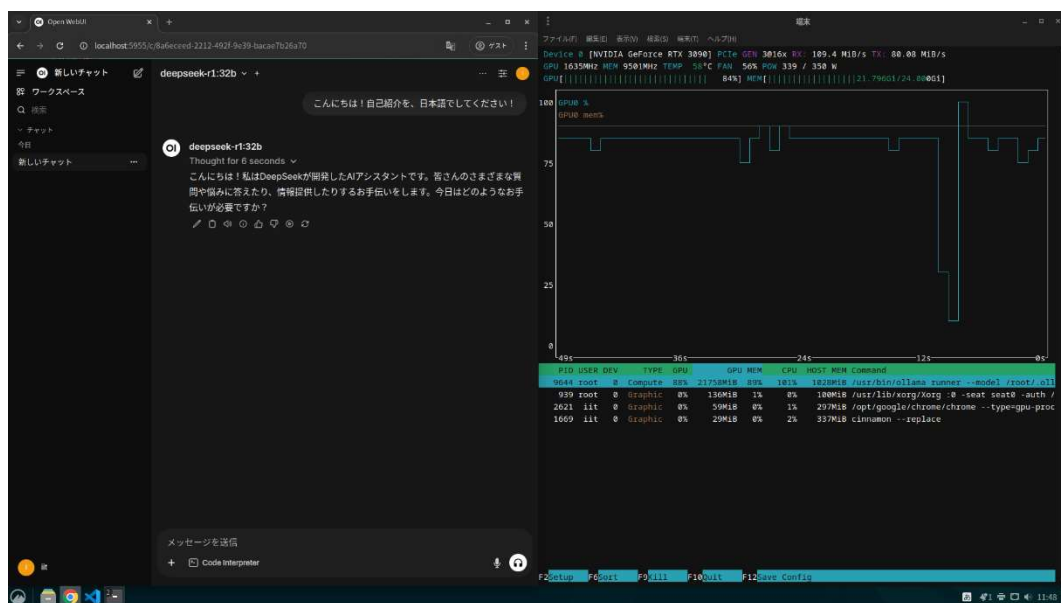 Open WebUI
localhost:5955/c/8a6eceed-2212-492f-9e39-bacae7b26a70
ゲスト
新しいチャット
ワークスペース
検索
チャット
今日
新しいチャット
deepseek-r1:32b
こんにちは！自己紹介を、日本語でしてください！
deepseek-r1:32b
Thought for 6 seconds
こんにちは！私はDeepSeekが開発したAIアシスタントです。皆さんのさまざまな質
問や悩みに答えたり、情報提供したりするお手伝いをします。今日はどのようなお手
伝いが必要ですか？
メッセージを送信
Code Interpreter
iit
端末
ファイル(F) 編集(E) 表示(V) 検索(S) 端末(T) ヘルプ(H)
Device 0 [NVIDIA GeForce RTX 3090] PCIe GEN 3@16x RX: 109.4 MiB/s TX: 80.08 MiB/s
GPU 1635MHz MEM 9501MHz TEMP 58°C FAN 56% POW 339 / 350 W
GPU[ 84%] MEM[ 21.796Gi/24.000Gi]
100
GPU0 %
GPU0 mem%
75
50
25
0
49s 36s 24s 12s 0s
PID USER DEV TYPE GPU GPU MEM CPU HOST MEM Command
9644 root 0 Compute 88% 21758MiB 89% 101% 1028MiB /usr/bin/ollama runner --model /root/.oll
939 root 0 Graphic 0% 136MiB 1% 0% 100MiB /usr/lib/xorg/Xorg :0 -seat seat0 -auth /
2621 iit 0 Graphic 0% 59MiB 0% 1% 297MiB /opt/google/chrome/chrome --type=gpu-proc
1669 iit 0 Graphic 0% 29MiB 0% 2% 337MiB cinnamon --replace
F2Setup F6Sort F9Kill F10Quit F12Save Config
あ
11:48